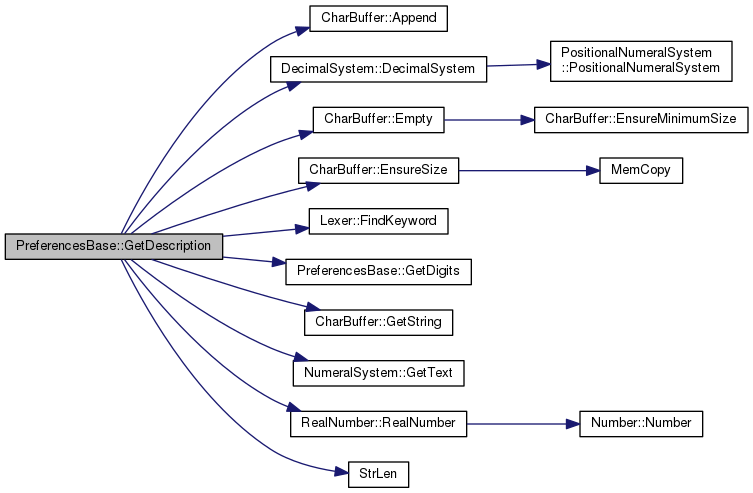 CharBuffer::Append
DecimalSystem::DecimalSystem
PositionalNumeralSystem
::PositionalNumeralSystem
CharBuffer::Empty
CharBuffer::EnsureMinimumSize
CharBuffer::EnsureSize
MemCopy
Lexer::FindKeyword
PreferencesBase::GetDescription
PreferencesBase::GetDigits
CharBuffer::GetString
NumeralSystem::GetText
RealNumber::RealNumber
Number::Number
StrLen